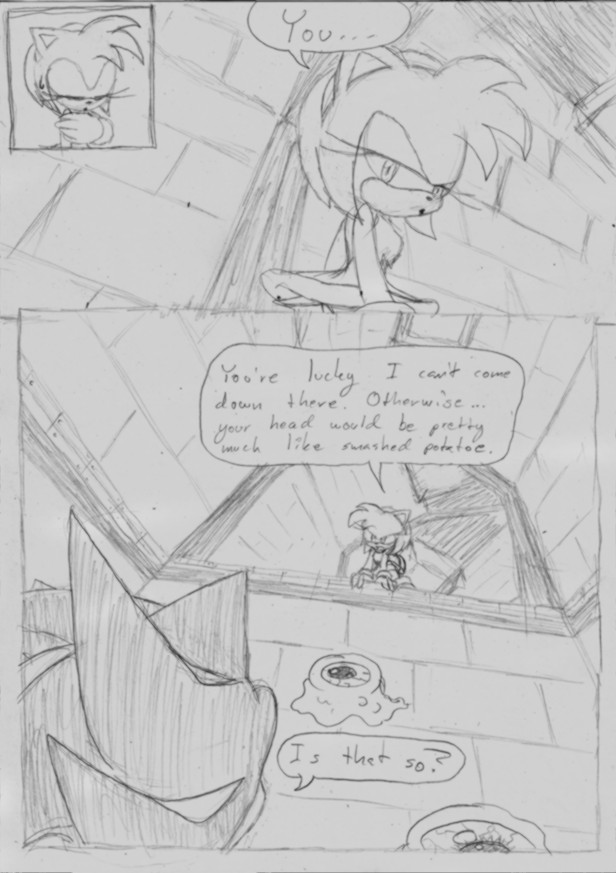 You....
You're lucky I can't come
down there. Otherwise...
your head would be pretty
much like smashed potatoe.
Is that so?